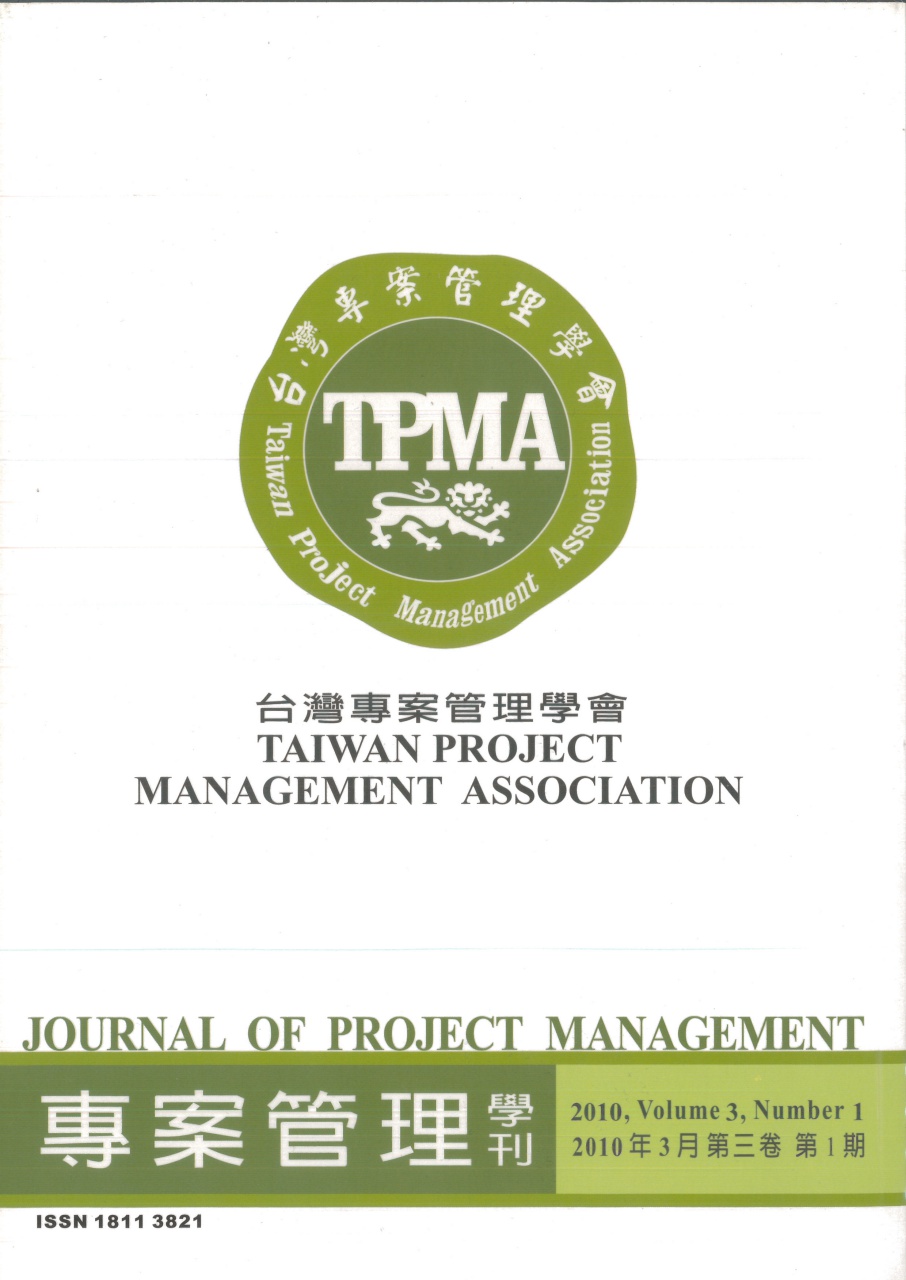 台灣專案管理學會
TPMA
Taiwan Project Management Association
台灣專案管理學會
TAIWAN PROJECT
MANAGEMENT ASSOCIATION
JOURNAL OF PROJECT MANAGEMENT
專案管理學刊
2010, Volume 3, Number 1
2010年3月第三卷 第1期
ISSN 1811 3821